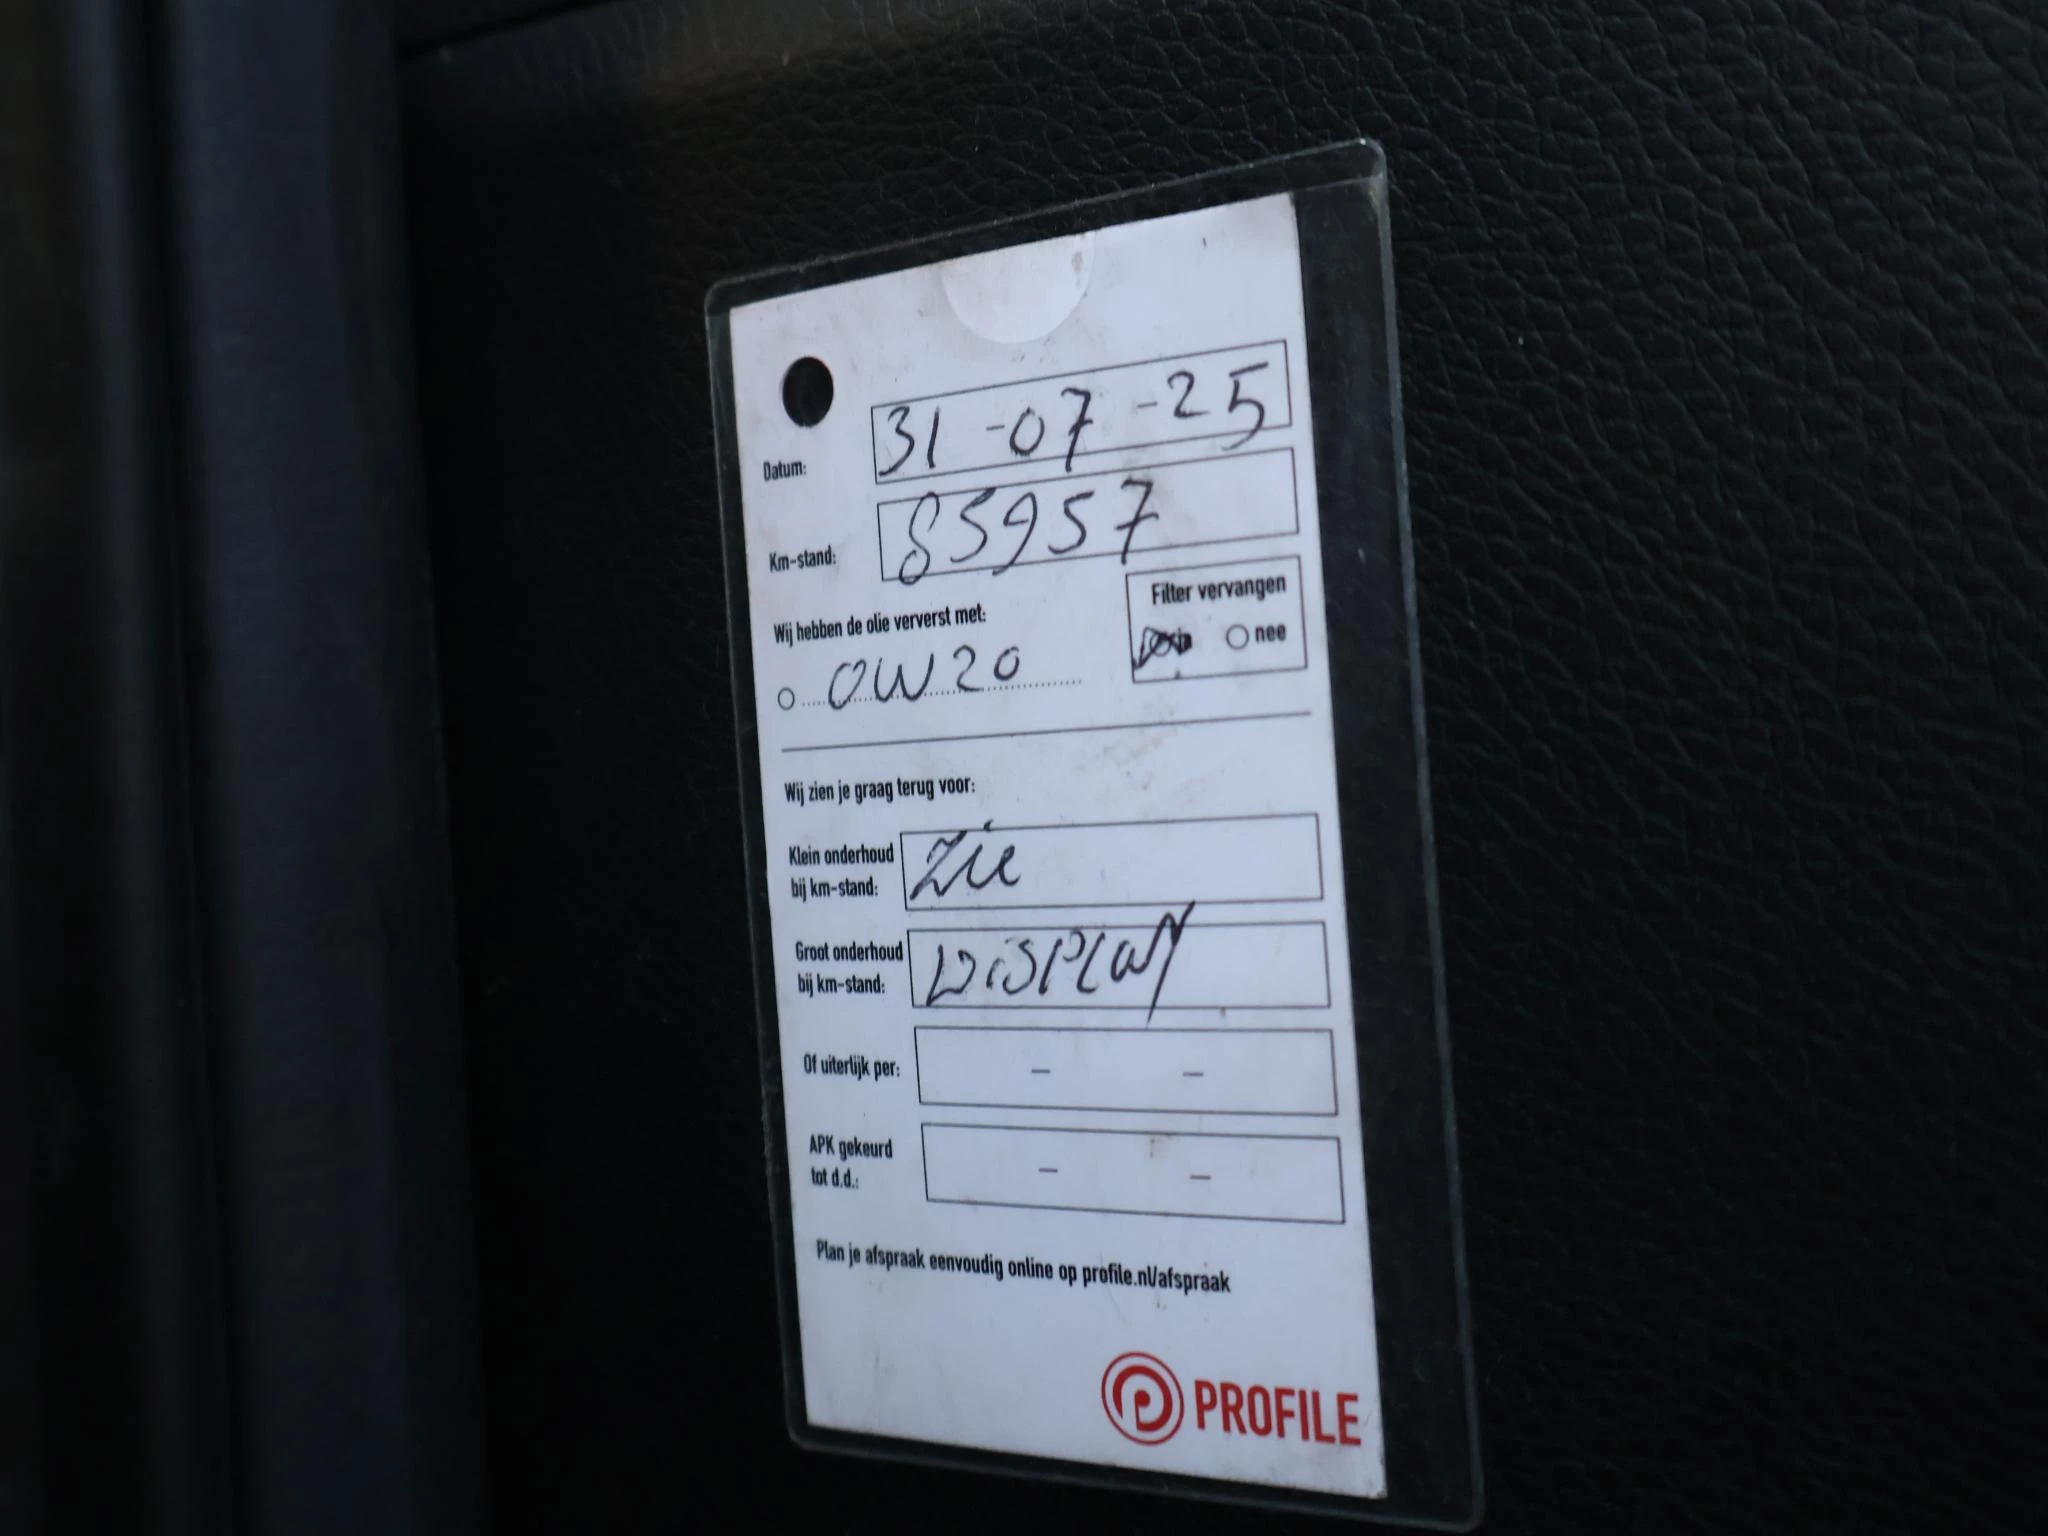 Datum: 31-07-25
Km-stand: 85957
Wij hebben de olie ververst met:
0W20
Filter vervangen
nee
Wij zien je graag terug voor:
Klein onderhoud
bij km-stand: Zie
Groot onderhoud
bij km-stand: DISPLAY
Of uiterlijk per: - -
APK gekeurd
tot d.d.: - -
Plan je afspraak eenvoudig online op profile.nl/afspraak
PROFILE